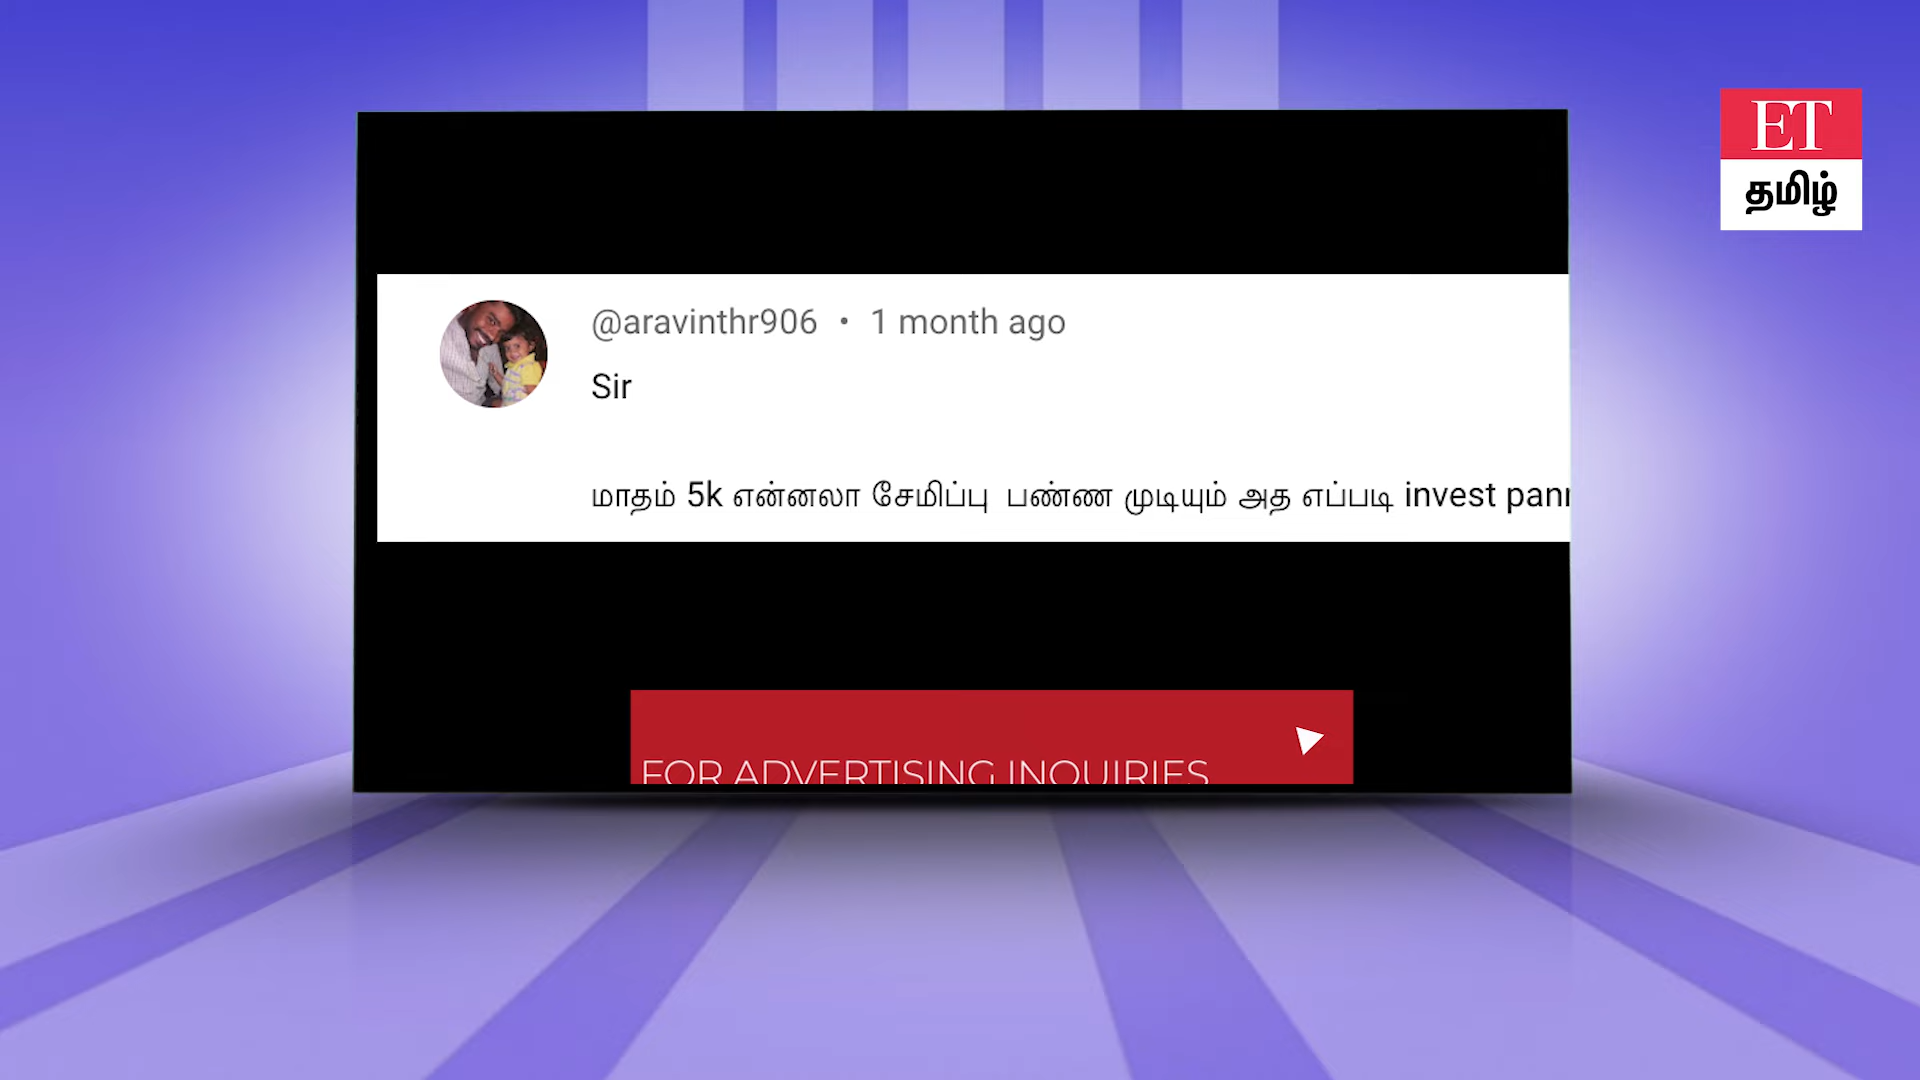 ET
தமிழ்
@aravinthr906 • 1 month ago
Sir
மாதம் 5k என்னலா சேமிப்பு பண்ண முடியும் அத எப்படி invest
FOR ADVERTISING INQUIRIES